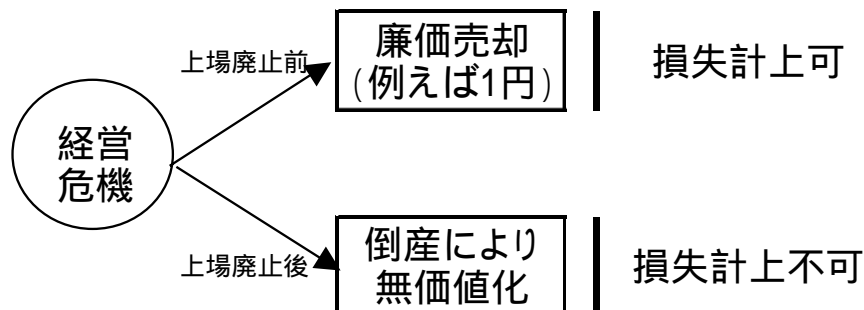 経営
危機
上場廃止前
廉価売却
(例えば1円)
損失計上可
上場廃止後
倒産により
無価値化
損失計上不可